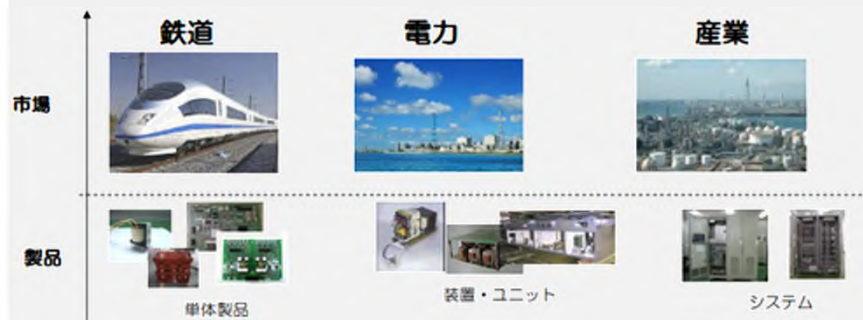 鉄道
電力
産業
市場
製品
単体製品
装置・ユニット
システム